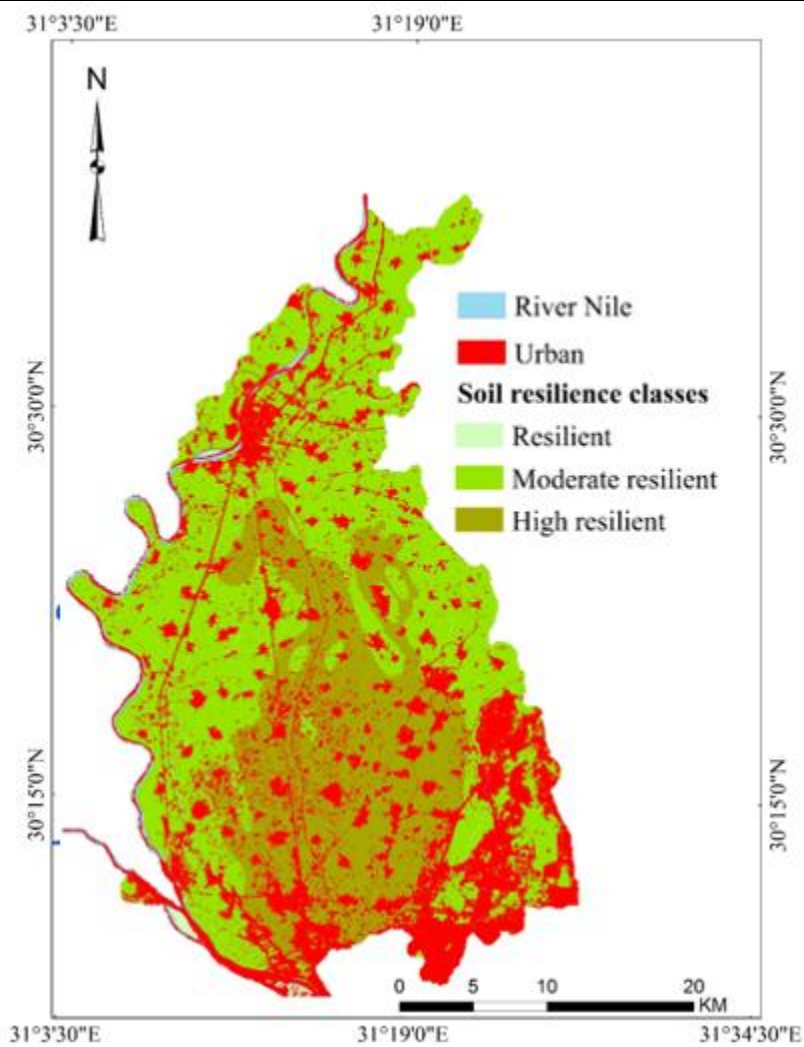 31°3'30"E 31°19'0"E
N
River Nile
Urban
30°30'0"N 30°30'0"N
Soil resilience classes
Resilient
Moderate resilient
High resilient
30°15'0"N 30°15'0"N
0 5 10 20
KM
31°3'30"E 31°19'0"E 31°34'30"E